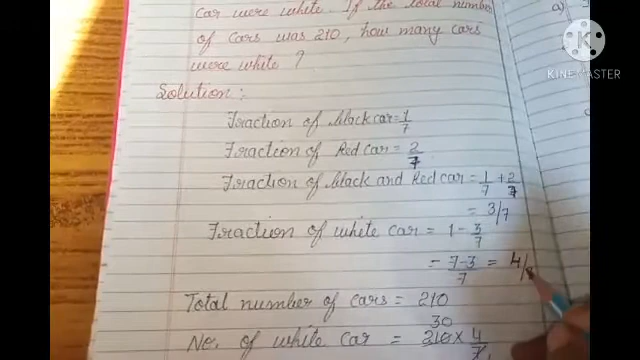 car were white. If the total number
of cars was 210, how many cars
were white?
a)
KINEMASTER
Solution:
Fraction of black car = 1/7
Fraction of Red car = 2/7
Fraction of black and Red car = 1/7 + 2/7
= 3/7
Fraction of white car = 1 - 3/7
= 7-3/7 = 4/
Total number of cars = 210
30
No. of white car = 210 × 4/7